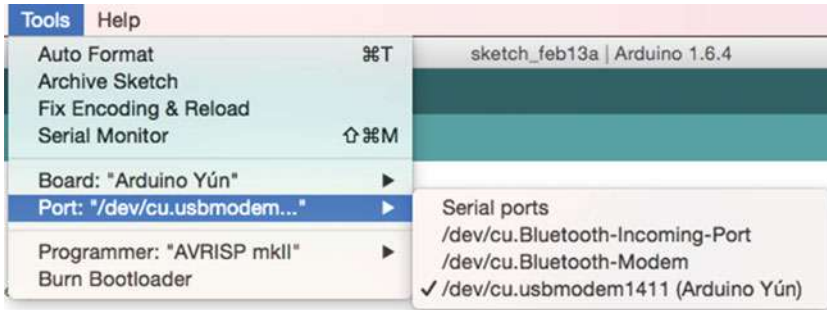 Tools Help
Auto Format ⌘T
sketch_feb13a | Arduino 1.6.4
Archive Sketch
Fix Encoding & Reload
Serial Monitor ⇧⌘M
Board: "Arduino Yún" ▶
Port: "/dev/cu.usbmodem..." ▶
Programmer: "AVRISP mkII" ▶
Burn Bootloader
Serial ports
/dev/cu.Bluetooth-Incoming-Port
/dev/cu.Bluetooth-Modem
✓ /dev/cu.usbmodem1411 (Arduino Yún)